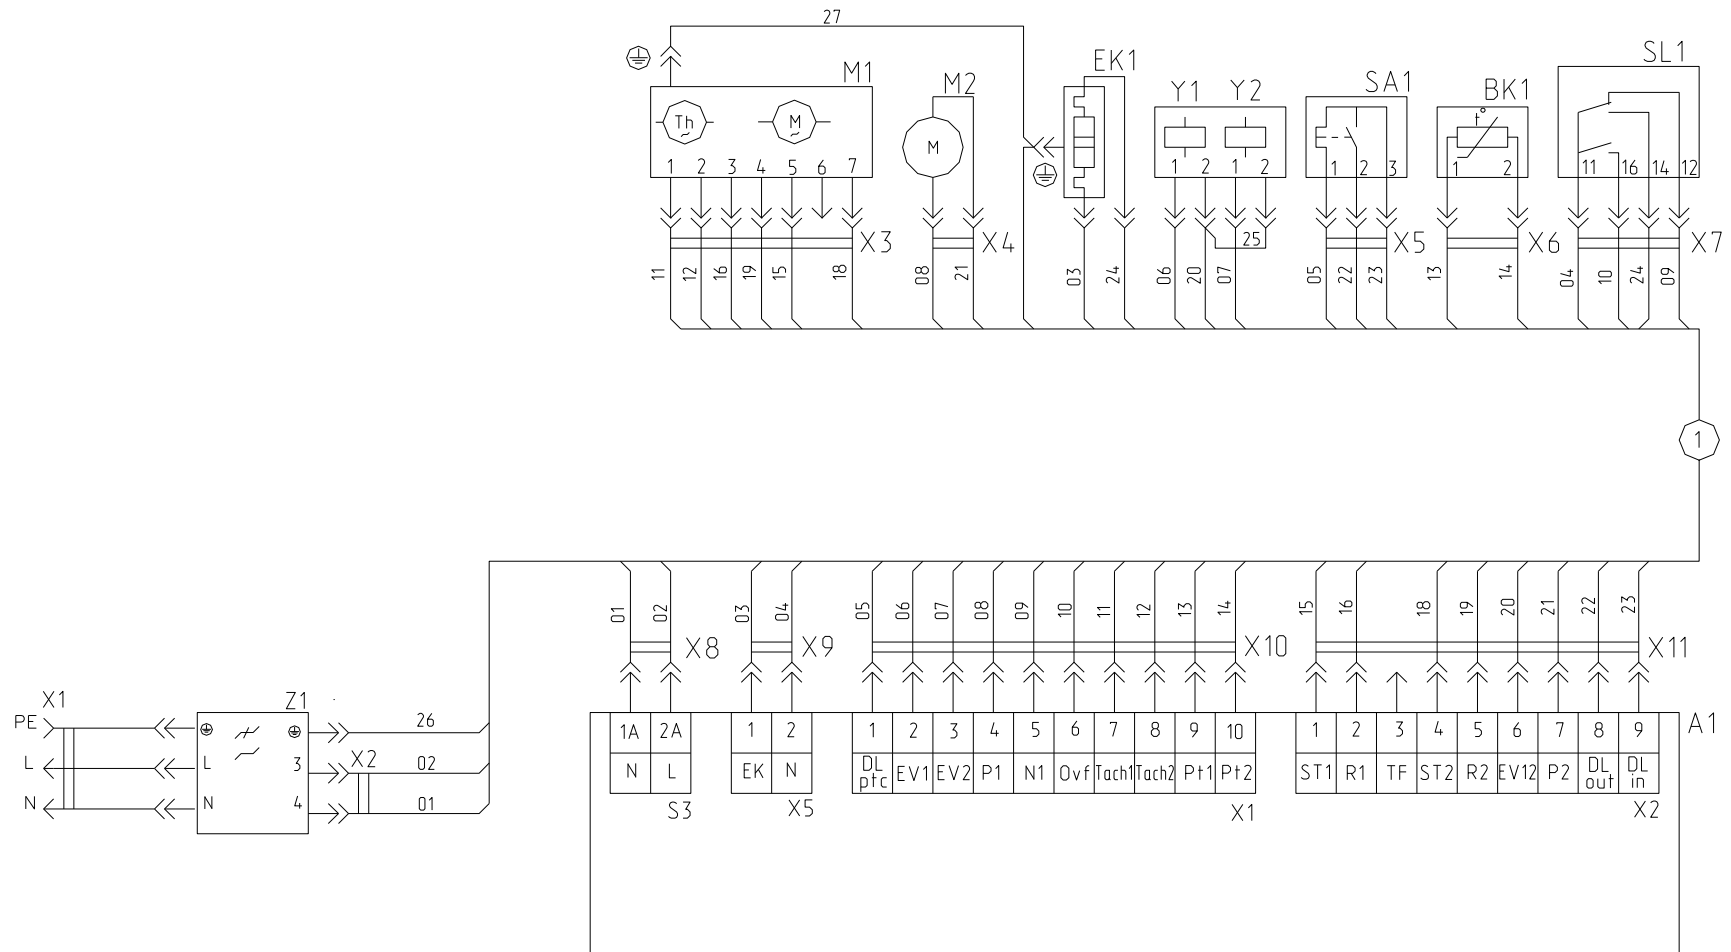 27
M1 M2 EK1 Y1 Y2 SA1 BK1 SL1
Th M M t°
1 2 3 4 5 6 7 1 2 1 2 1 2 3 1 2 11 16 14 12
X3 X4 25 X5 X6 X7
11 12 16 19 15 18 08 21 03 24 06 20 07 05 22 23 13 14 04 10 24 09
1
01 02 03 04 05 06 07 08 09 10 11 12 13 14 15 16 18 19 20 21 22 23
X8 X9 X10 X11
X1 Z1
PE 26
L L 3 X2 02
N N 4 01
1A 2A 1 2 1 2 3 4 5 6 7 8 9 10 1 2 3 4 5 6 7 8 9 A1
N L EK N DL ptc EV1 EV2 P1 N1 Ovf Tach1 Tach2 Pt1 Pt2 ST1 R1 TF ST2 R2 EV12 P2 DL out DL in
S3 X5 X1 X2